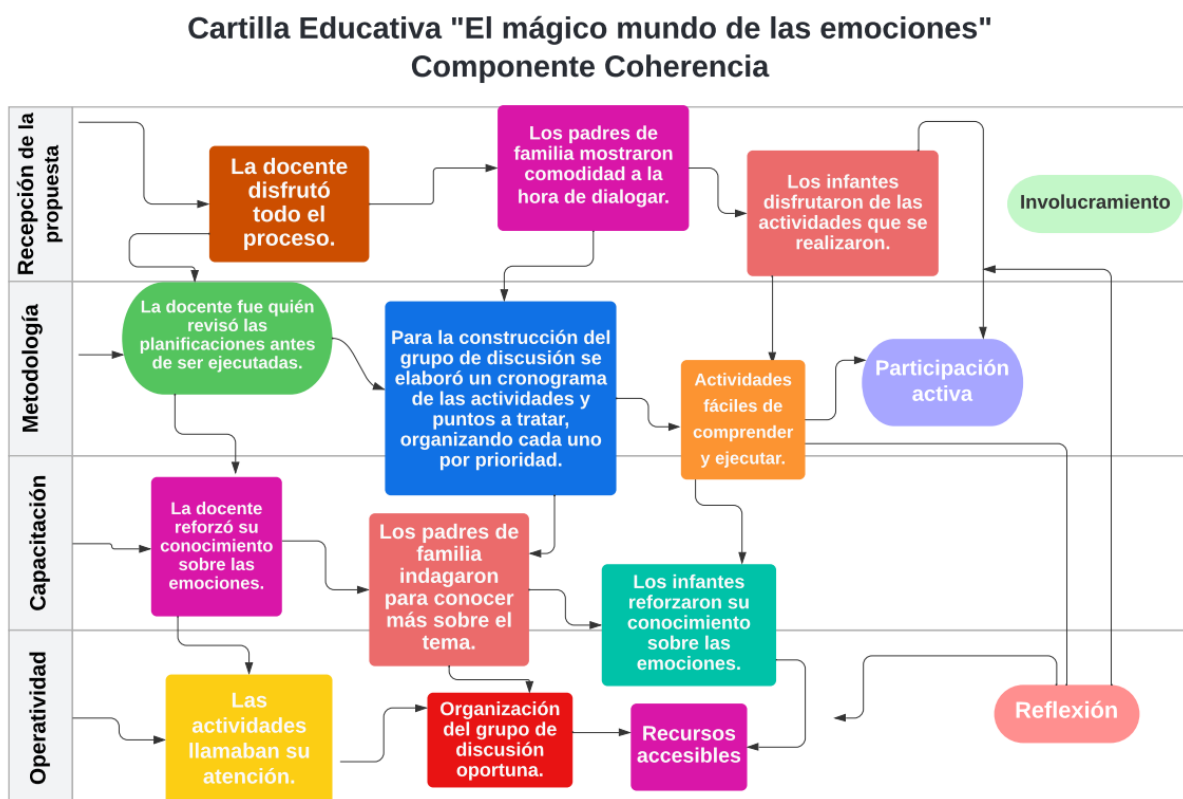 Cartilla Educativa "El mágico mundo de las emociones"
Componente Coherencia
Recepción de la
propuesta
La docente
disfrutó
todo el
proceso.
Los padres de
familia mostraron
comodidad a la
hora de dialogar.
Los infantes
disfrutaron de las
actividades que se
realizaron.
Involucramiento
Metodología
La docente fue quién
revisó las
planificaciones antes
de ser ejecutadas.
Para la construcción del
grupo de discusión se
elaboró un cronograma
de las actividades y
puntos a tratar,
organizando cada uno
por prioridad.
Actividades
fáciles de
comprender
y ejecutar.
Participación
activa
Capacitación
La docente
reforzó su
conocimiento
sobre las
emociones.
Los padres de
familia
indagaron
para conocer
más sobre el
tema.
Los infantes
reforzaron su
conocimiento
sobre las
emociones.
Operatividad
Las
actividades
llamaban su
atención.
Organización
del grupo de
discusión
oportuna.
Recursos
accesibles
Reflexión